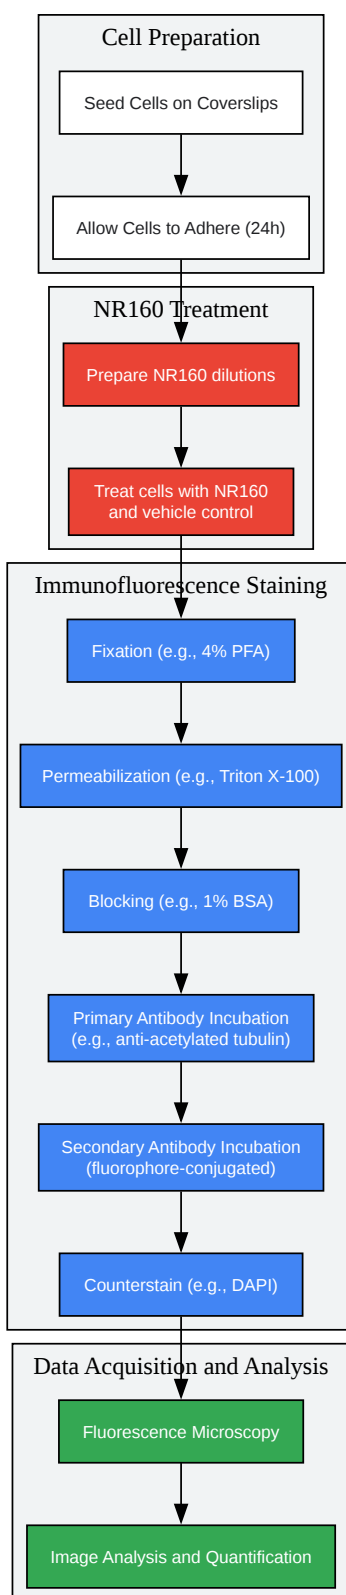 Cell Preparation
Seed Cells on Coverslips
Allow Cells to Adhere (24h)
NR160 Treatment
Prepare NR160 dilutions
Treat cells with NR160
and vehicle control
Immunofluorescence Staining
Fixation (e.g., 4% PFA)
Permeabilization (e.g., Triton X-100)
Blocking (e.g., 1% BSA)
Primary Antibody Incubation
(e.g., anti-acetylated tubulin)
Secondary Antibody Incubation
(fluorophore-conjugated)
Counterstain (e.g., DAPI)
Data Acquisition and Analysis
Fluorescence Microscopy
Image Analysis and Quantification